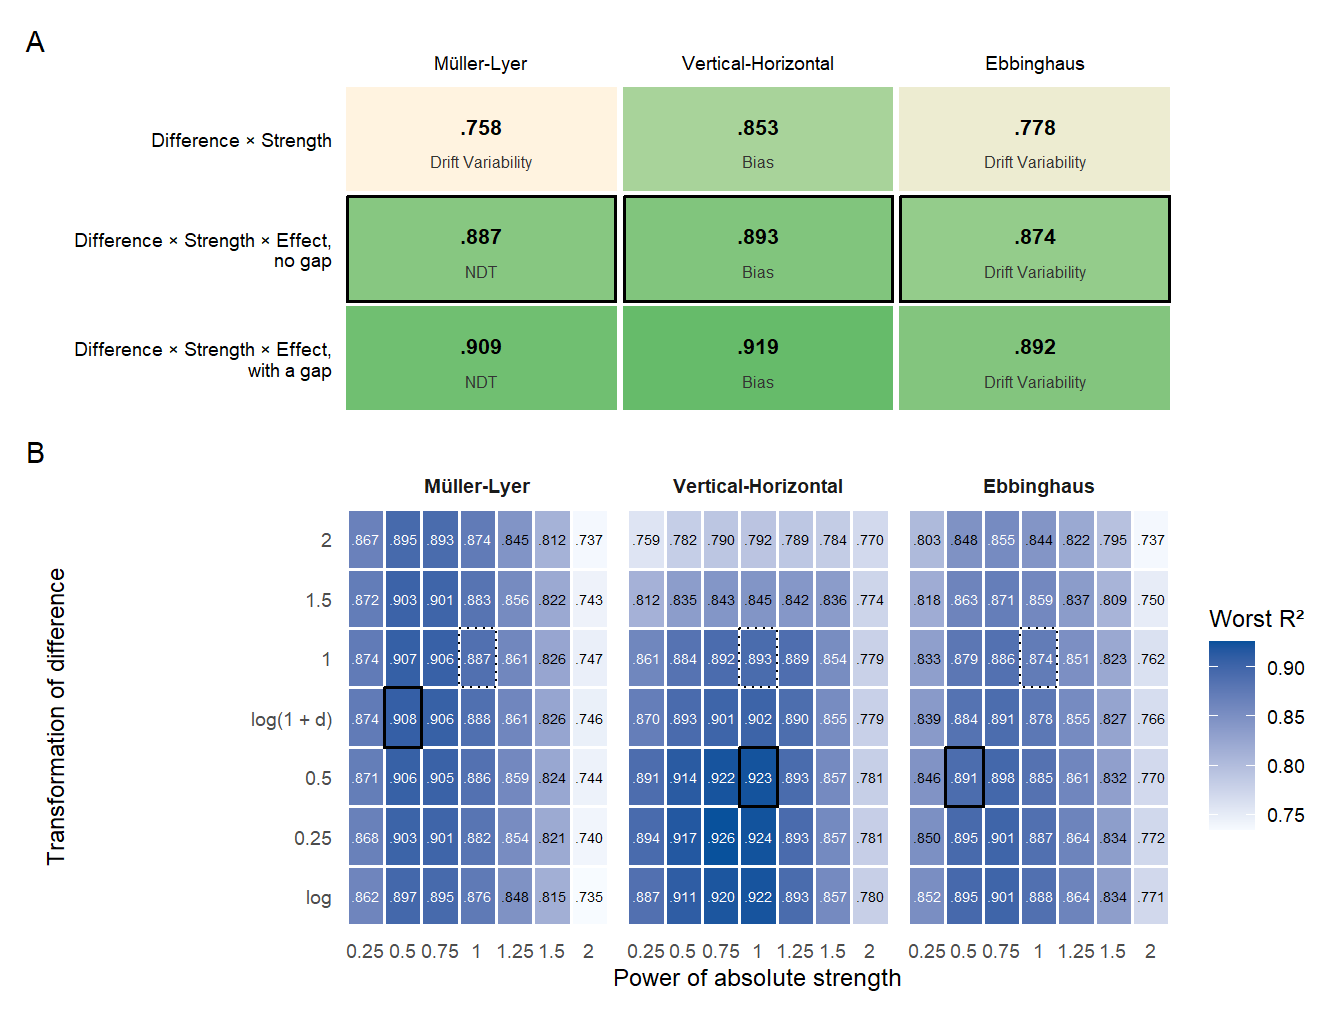 A
Müller-Lyer Vertical-Horizontal Ebbinghaus
Difference × Strength
.758 .853 .778
Drift Variability Bias Drift Variability
Difference × Strength × Effect,
no gap
.887 .893 .874
NDT Bias Drift Variability
Difference × Strength × Effect,
with a gap
.909 .919 .892
NDT Bias Drift Variability
B
Müller-Lyer Vertical-Horizontal Ebbinghaus
Transformation of difference
2 .867 .895 .893 .874 .845 .812 .737 .759 .782 .790 .792 .789 .784 .770 .803 .848 .855 .844 .822 .795 .737
1.5 .872 .903 .901 .883 .856 .822 .743 .812 .835 .843 .845 .842 .836 .774 .818 .863 .871 .859 .837 .809 .750
1 .874 .907 .906 .887 .861 .826 .747 .861 .884 .892 .893 .889 .854 .779 .833 .879 .886 .874 .851 .823 .762
log(1 + d) .874 .908 .906 .888 .861 .826 .746 .870 .893 .901 .902 .890 .855 .779 .839 .884 .891 .878 .855 .827 .766
0.5 .871 .906 .905 .886 .859 .824 .744 .891 .914 .922 .923 .893 .857 .781 .846 .891 .898 .885 .861 .832 .770
0.25 .868 .903 .901 .882 .854 .821 .740 .894 .917 .926 .924 .893 .857 .781 .850 .895 .901 .887 .864 .834 .772
log .862 .897 .895 .876 .848 .815 .735 .887 .911 .920 .922 .893 .857 .780 .852 .895 .901 .888 .864 .834 .771
0.25 0.5 0.75 1 1.25 1.5 2 0.25 0.5 0.75 1 1.25 1.5 2 0.25 0.5 0.75 1 1.25 1.5 2
Power of absolute strength
Worst R²
0.90
0.85
0.80
0.75